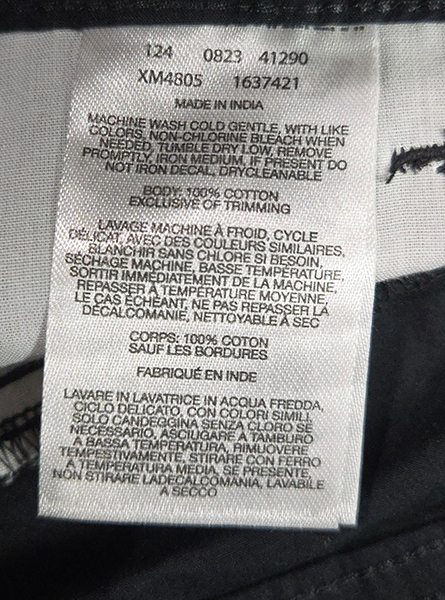 124 0823 41290
XM4805 1637421
MADE IN INDIA
MACHINE WASH COLD GENTLE, WITH LIKE
COLORS, NON-CHLORINE BLEACH WHEN
NEEDED, TUMBLE DRY LOW, REMOVE
PROMPTLY, IRON MEDIUM, IF PRESENT DO
NOT IRON DECAL, DRYCLEANABLE
BODY: 100% COTTON
EXCLUSIVE OF TRIMMING
LAVAGE MACHINE À FROID, CYCLE
DÉLICAT, AVEC DES COULEURS SIMILAIRES,
BLANCHIR SANS CHLORE SI BESOIN,
SÉCHAGE MACHINE, BASSE TEMPÉRATURE,
SORTIR IMMÉDIATEMENT DE LA MACHINE,
REPASSER À TEMPÉRATURE MOYENNE,
LE CAS ÉCHÉANT, NE PAS REPASSER LA
DÉCALCOMANIE, NETTOYABLE À SEC
CORPS: 100% COTON
SAUF LES BORDURES
FABRIQUÉ EN INDE
LAVARE IN LAVATRICE IN ACQUA FREDDA,
CICLO DELICATO, CON COLORI SIMILI
SOLO CANDEGGINA SENZA CLORO SE
NECESSARIO, ASCIUGARE A TAMBURO
A BASSA TEMPERATURA, RIMUOVERE
TEMPESTIVAMENTE, STIRARE CON FERRO
A TEMPERATURA MEDIA, SE PRESENTE,
NON STIRARE LADECALCOMANIA, LAVABILE
A SECCO